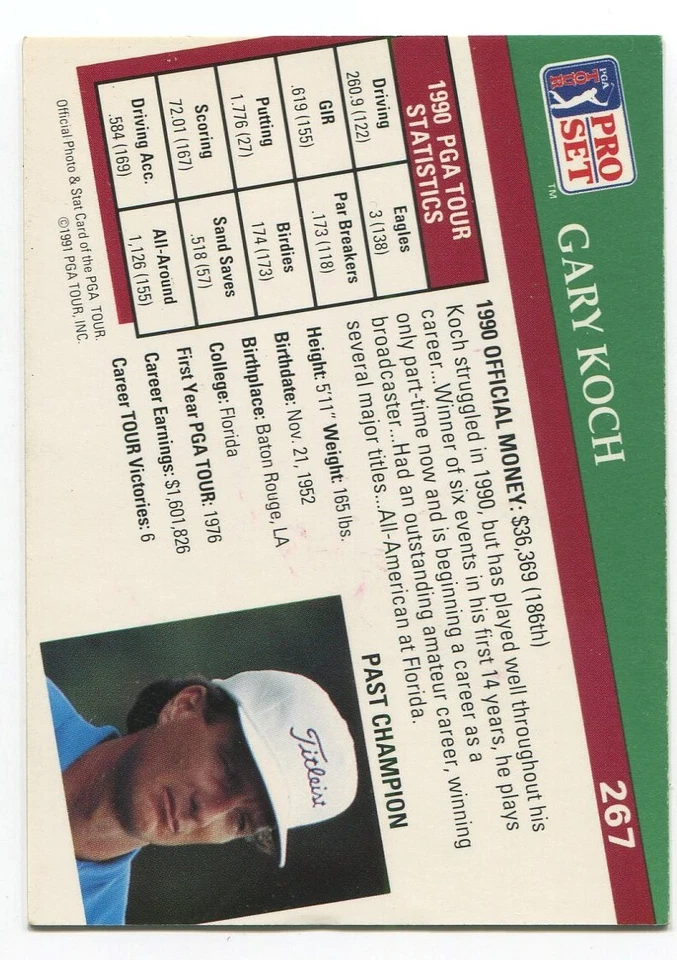 PGA
TOUR
PRO
SET
™
GARY KOCH
267
1990 PGA TOUR
STATISTICS
Driving
260.9 (122)
Eagles
3 (138)
GIR
.619 (155)
Par Breakers
.173 (118)
Putting
1.776 (27)
Birdies
174 (173)
Scoring
72.01 (167)
Sand Saves
.518 (57)
Driving Acc.
.584 (169)
All-Around
1,126 (155)
Official Photo & Stat Card of the PGA TOUR.
©1991 PGA TOUR, INC.
1990 OFFICIAL MONEY: $36,369 (186th)
Koch struggled in 1990, but has played well throughout his
career...Winner of six events in his first 14 years, he plays
only part-time now and is beginning a career as a
broadcaster...Had an outstanding amateur career, winning
several major titles...All-American at Florida.
Height: 5'11" Weight: 165 lbs.
Birthdate: Nov. 21, 1952
Birthplace: Baton Rouge, LA
College: Florida
First Year PGA TOUR: 1976
Career Earnings: $1,601,826
Career TOUR Victories: 6
PAST CHAMPION
Titleist